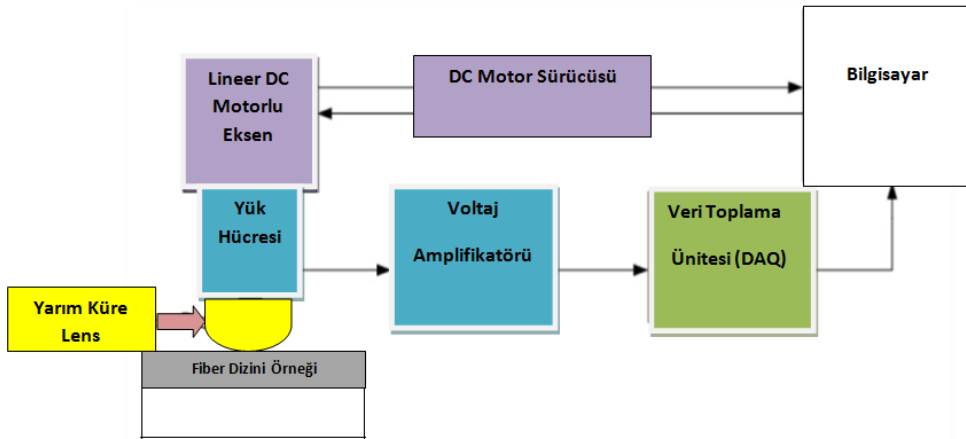 Lineer DC
Motorlu
Eksen
DC Motor Sürücüsü
Bilgisayar
Yük
Hücresi
Voltaj
Amplifikatörü
Veri Toplama
Ünitesi (DAQ)
Yarım Küre
Lens
Fiber Dizini Örneği